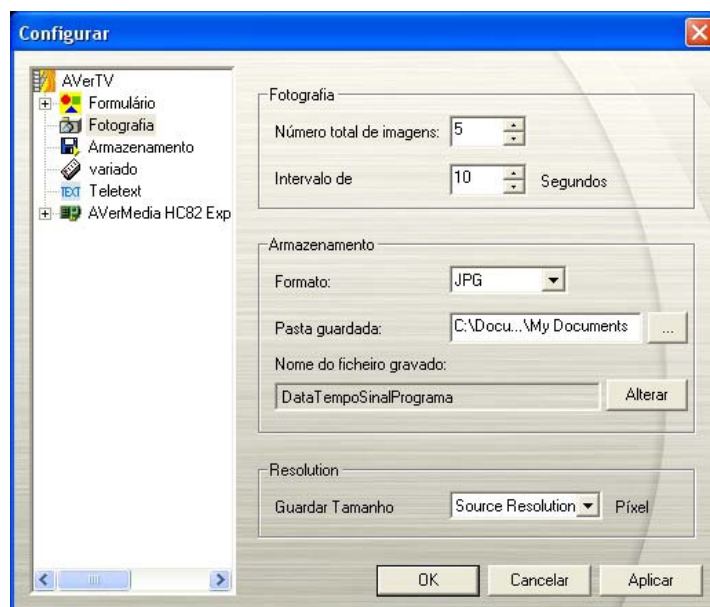 Configurar
AVerTV
Formulário
Fotografia
Armazenamento
variado
TEXT Teletext
AVerMedia HC82 Exp
Fotografia
Número total de imagens: 5
Intervalo de 10 Segundos
Armazenamento
Formato: JPG
Pasta guardada: C:\Docu...\My Documents ...
Nome do ficheiro gravado:
DataTempoSinalPrograma Alterar
Resolution
Guardar Tamanho Source Resolution Píxel
OK Cancelar Aplicar